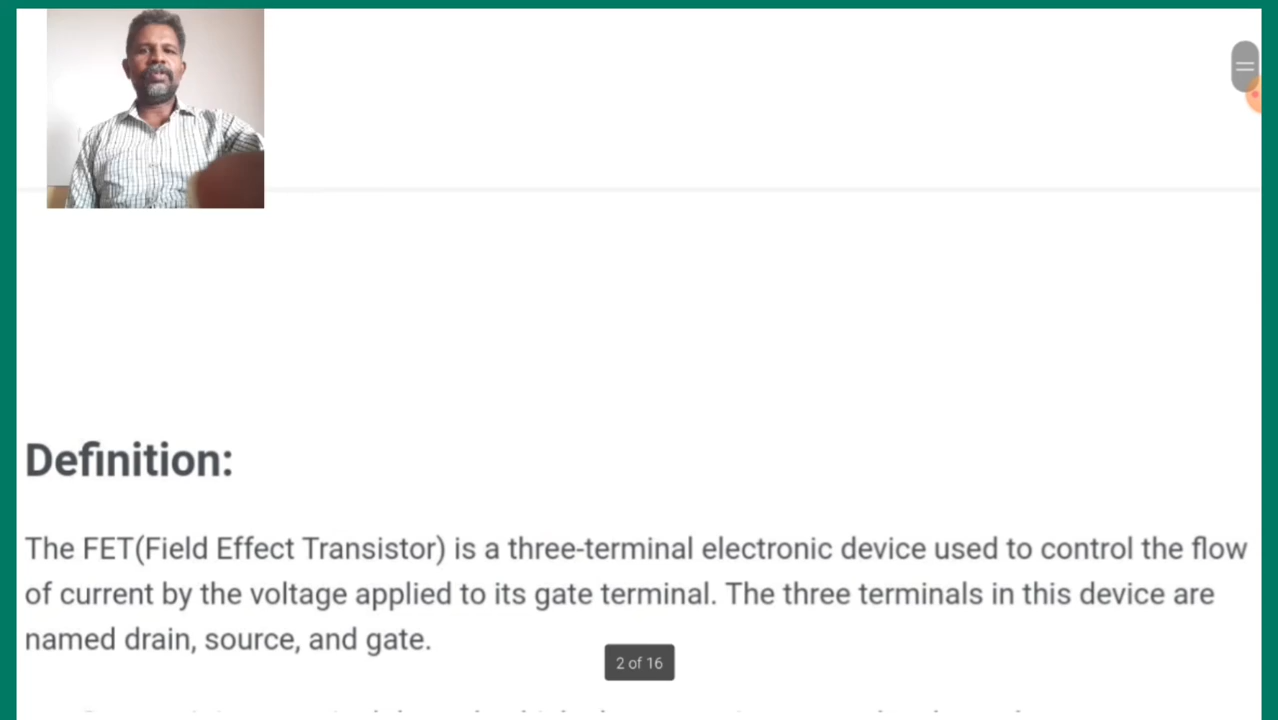 Definition:
The FET(Field Effect Transistor) is a three-terminal electronic device used to control the flow
of current by the voltage applied to its gate terminal. The three terminals in this device are
named drain, source, and gate.
2 of 16